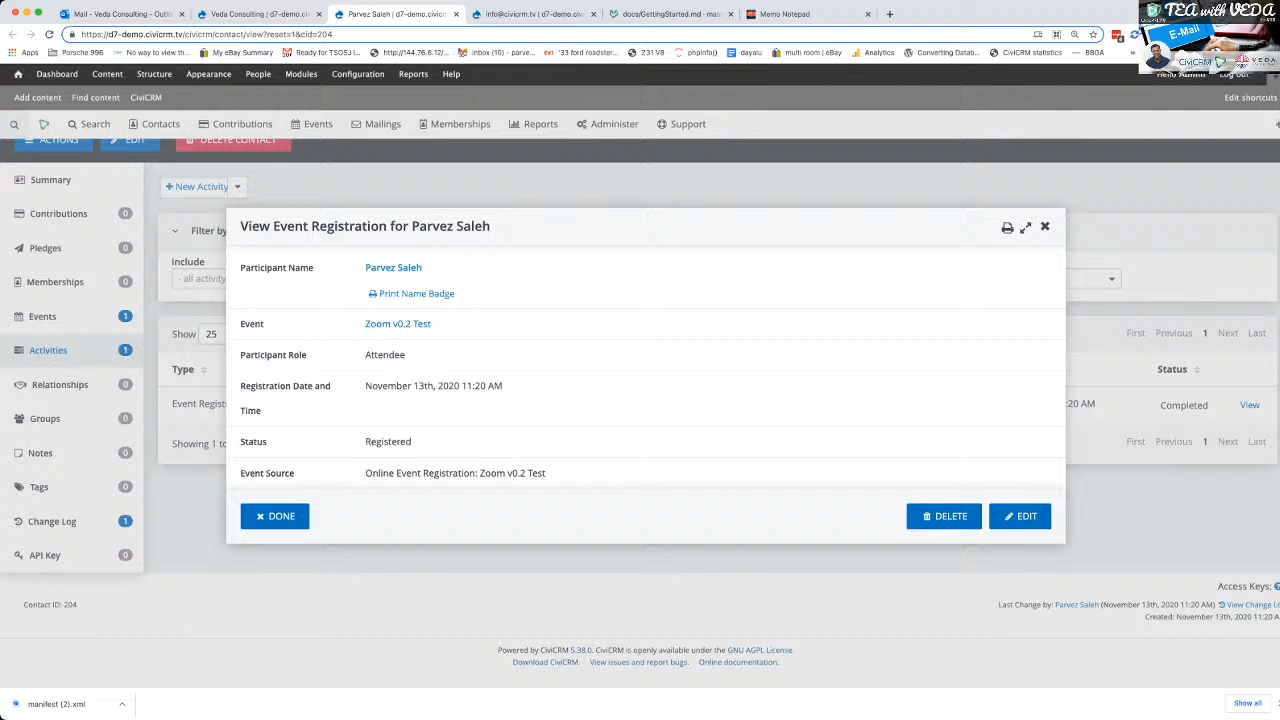 Mail - Veda Consulting - Outlo
Veda Consulting | d7-demo.civi
Parvez Saleh | d7-demo.civicrm
info@civicrm.tv | d7-demo.civic
docs/GettingStarted.md · mast
Memo Notepad
https://d7-demo.civicrm.tv/civicrm/contact/view?reset=1&cid=204
Apps
Porsche 996
No way to view th...
My eBay Summary
Ready for TSOSJ i...
http://144.76.6.12/...
Inbox (10) - parve...
'33 ford roadster...
Z31 V8
phpinfo()
dayalu
multi room | eBay
Analytics
Converting Datab...
CiviCRM statistics
BBGA
TEA with VEDA
E-Mail
CiviCRM
VEDA
Dashboard
Content
Structure
Appearance
People
Modules
Configuration
Reports
Help
Hello Admin
Log out
Add content
Find content
CiviCRM
Edit shortcuts
Search
Contacts
Contributions
Events
Mailings
Memberships
Reports
Administer
Support
ACTIONS
EDIT
DELETE CONTACT
Summary
Contributions 0
Pledges 0
Memberships 0
Events 1
Activities 1
Relationships 0
Groups 0
Notes 0
Tags 0
Change Log 1
API Key 0
+ New Activity
Filter by
Include
- all activity
Show 25
First Previous 1 Next Last
Type
Status
Event Regist
:20 AM
Completed
View
Showing 1 to
First Previous 1 Next Last
View Event Registration for Parvez Saleh
Participant Name
Parvez Saleh
Print Name Badge
Event
Zoom v0.2 Test
Participant Role
Attendee
Registration Date and
Time
November 13th, 2020 11:20 AM
Status
Registered
Event Source
Online Event Registration: Zoom v0.2 Test
DONE
DELETE
EDIT
Access Keys:
Contact ID: 204
Last Change by: Parvez Saleh (November 13th, 2020 11:20 AM) View Change Lo
Created: November 13th, 2020 11:20 A
Powered by CiviCRM 5.38.0. CiviCRM is openly available under the GNU AGPL License.
Download CiviCRM. View issues and report bugs. Online documentation.
manifest (2).xml
Show all